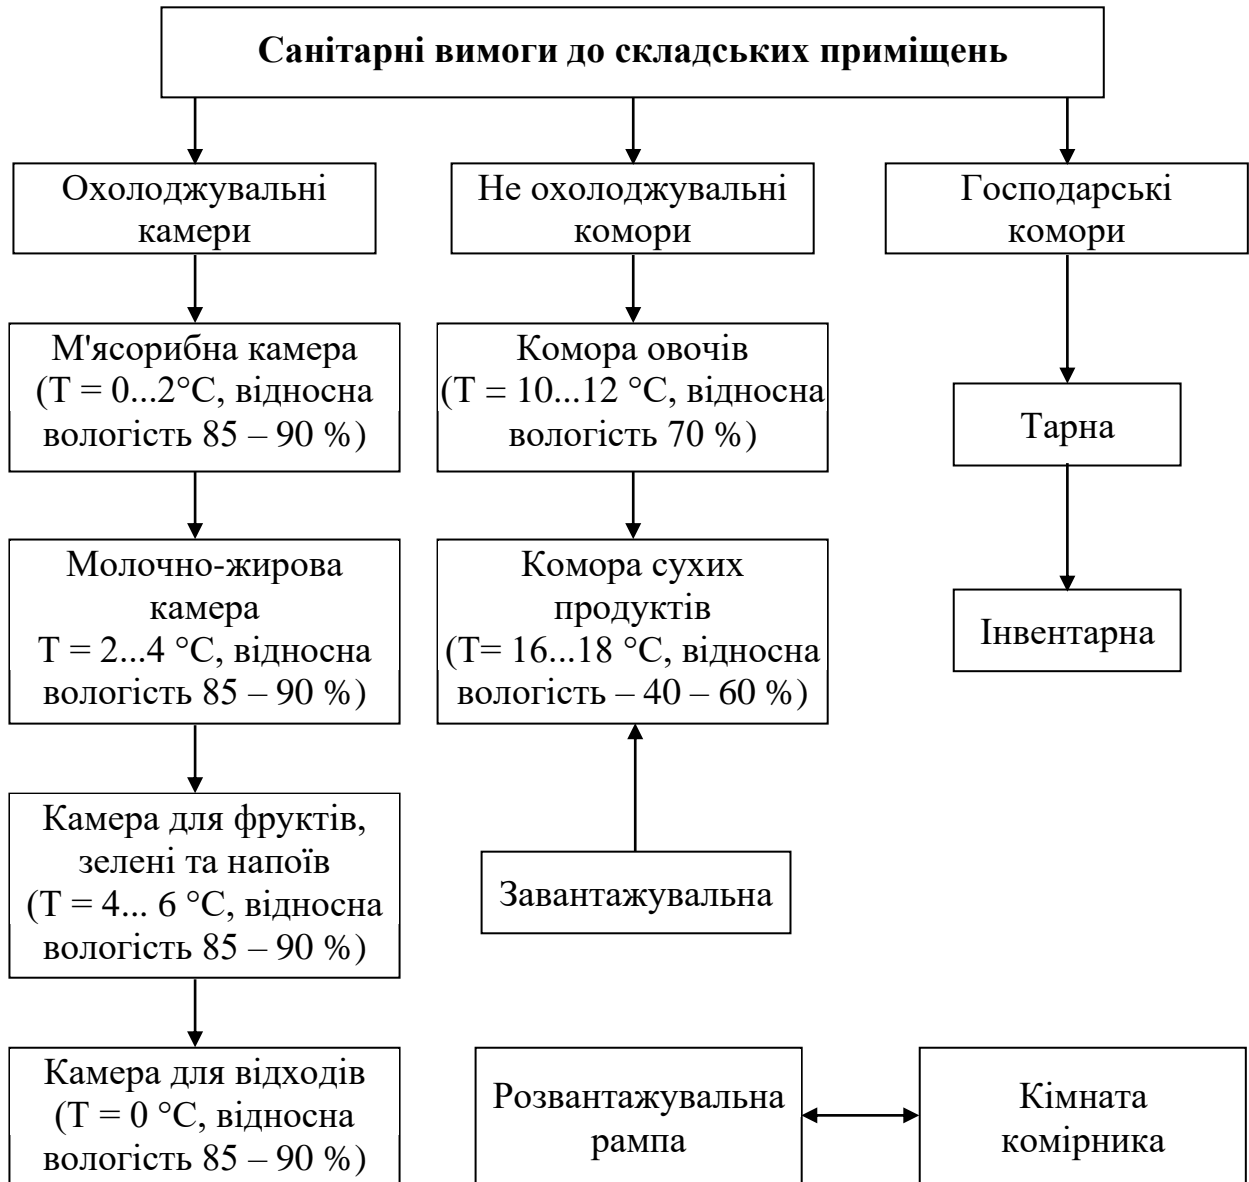 Санітарні вимоги до складських приміщень
Охолоджувальні
камери
Не охолоджувальні
комори
Господарські
комори
М'ясорибна камера
(Т = 0...2°С, відносна
вологість 85 – 90 %)
Комора овочів
(Т = 10...12 °С, відносна
вологість 70 %)
Тарна
Молочно-жирова
камера
Т = 2...4 °С, відносна
вологість 85 – 90 %)
Комора сухих
продуктів
(Т= 16...18 °С, відносна
вологість – 40 – 60 %)
Інвентарна
Камера для фруктів,
зелені та напоїв
(Т = 4... 6 °С, відносна
вологість 85 – 90 %)
Завантажувальна
Камера для відходів
(Т = 0 °С, відносна
вологість 85 – 90 %)
Розвантажувальна
рампа
Кімната
комірника